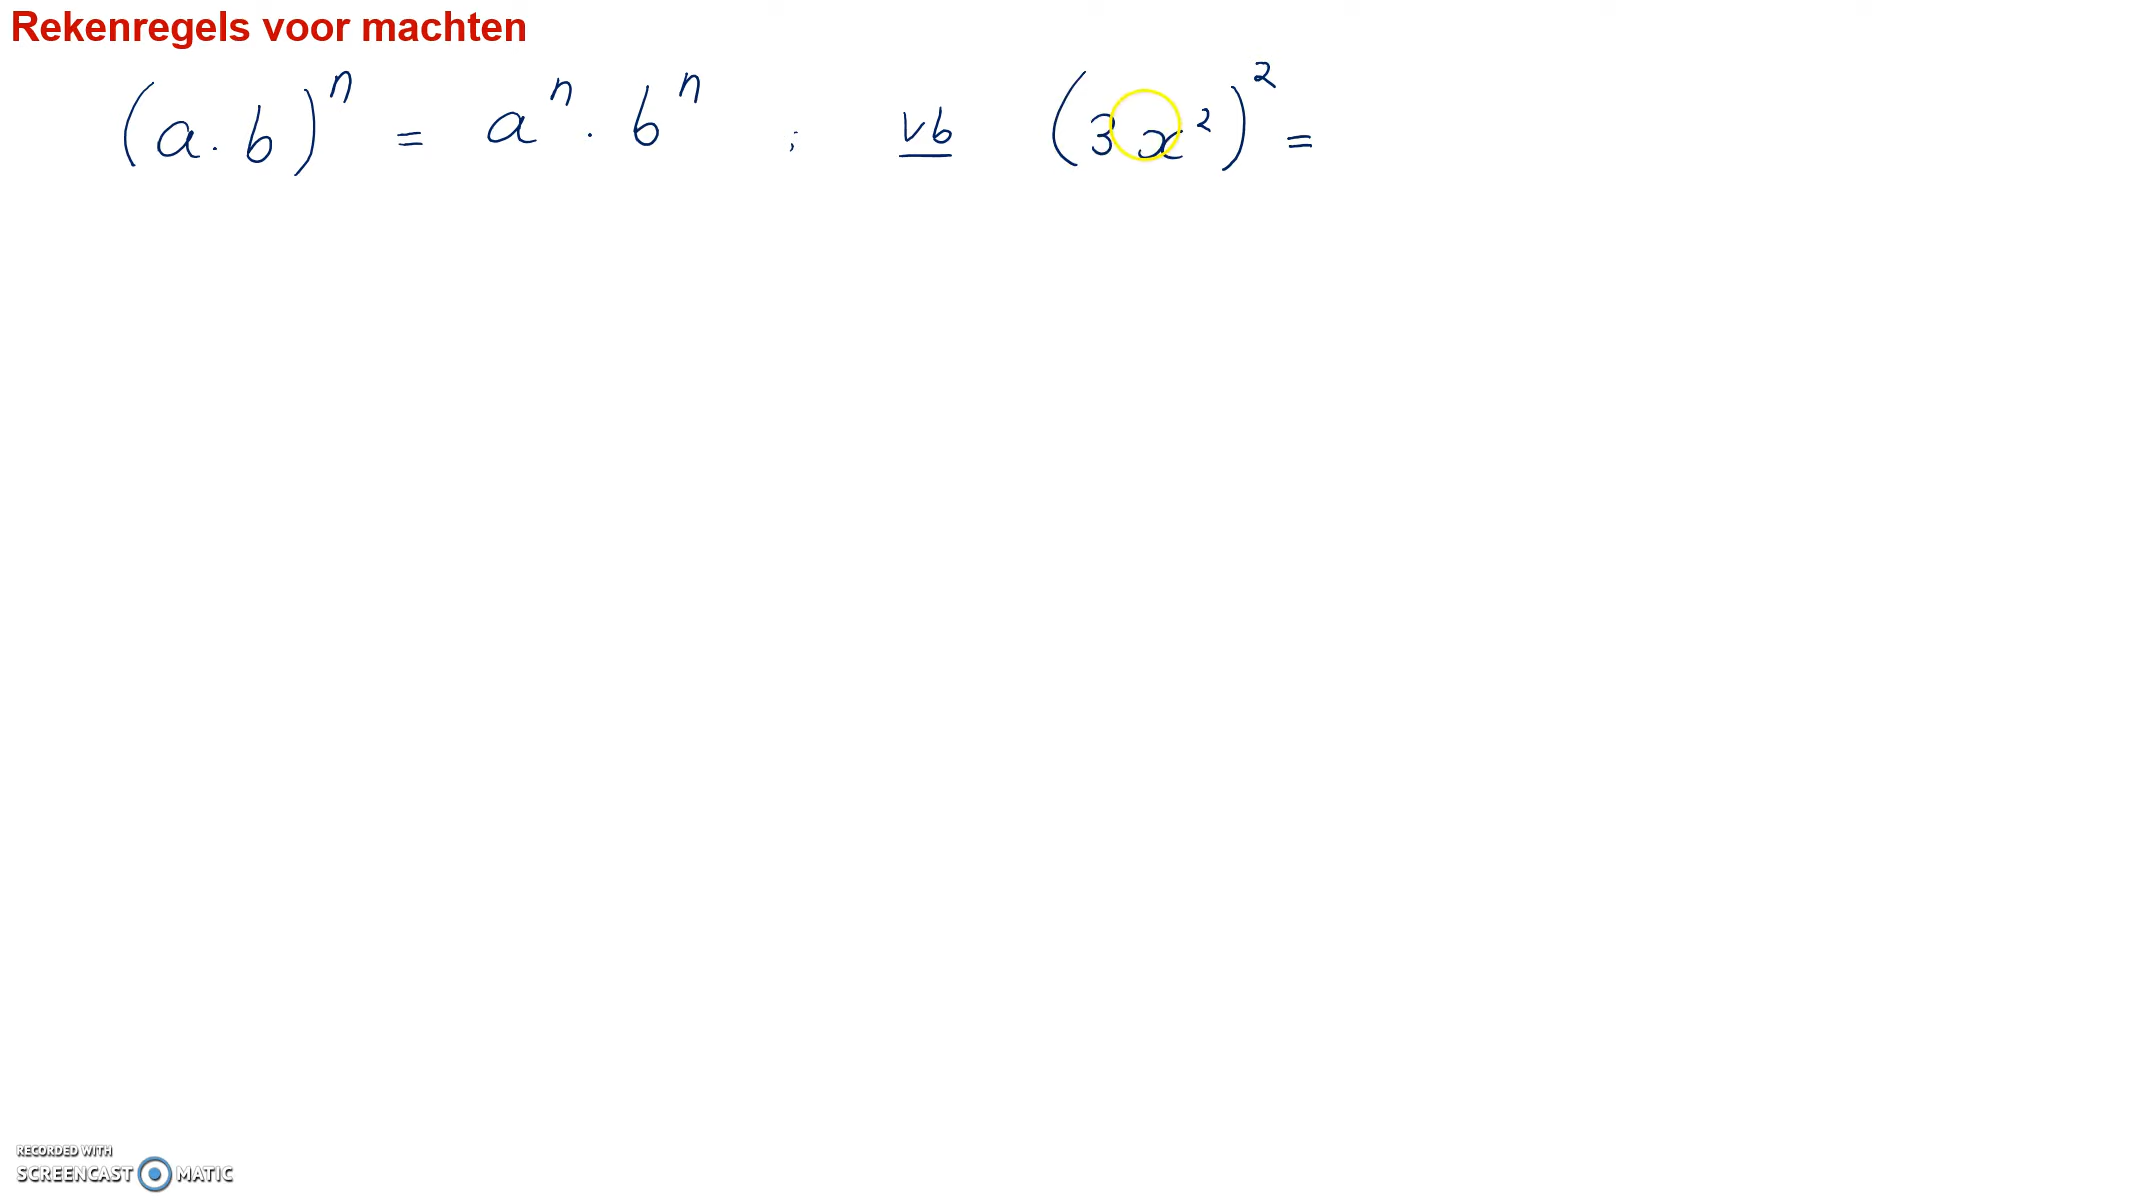 Rekenregels voor machten
(a . b)ⁿ = aⁿ . bⁿ ; vb (3x²)² =
RECORDED WITH
SCREENCAST MATIC